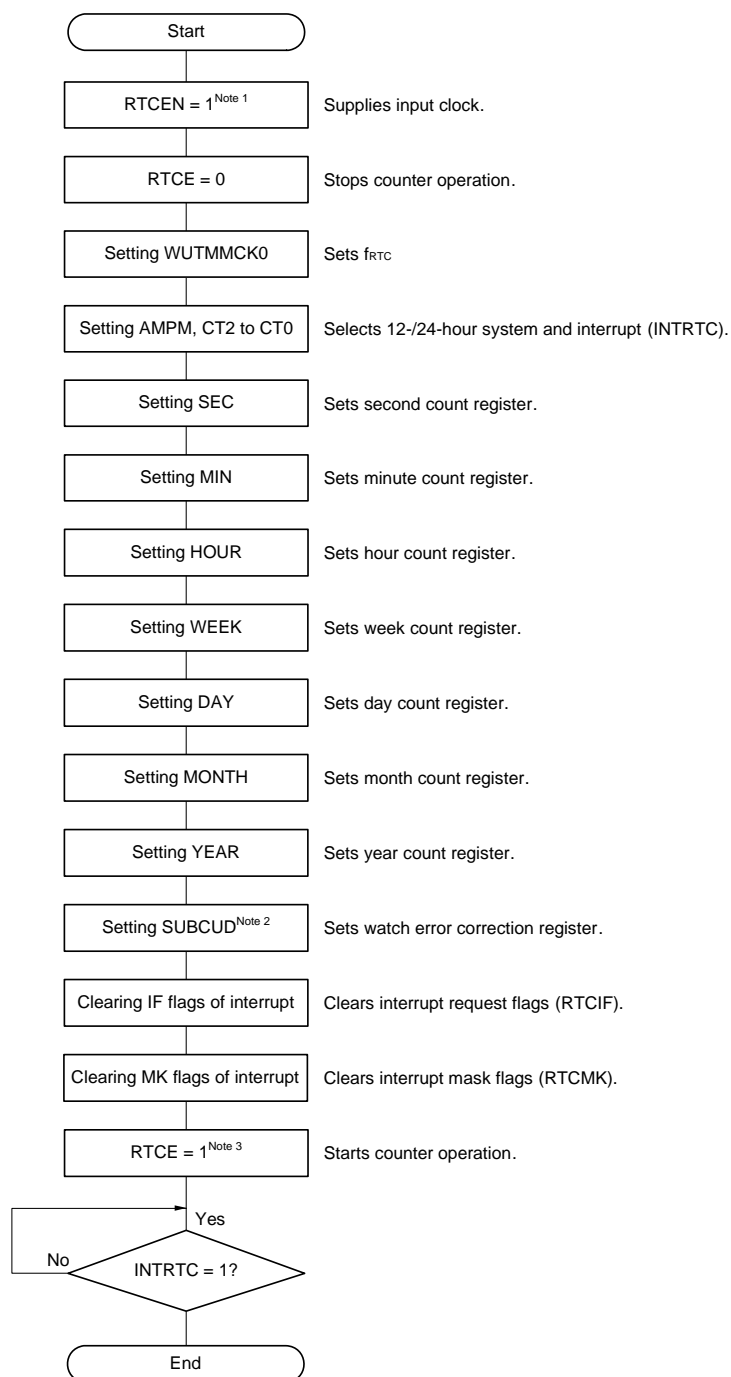 Start
RTCEN = 1Note 1 Supplies input clock.
RTCE = 0 Stops counter operation.
Setting WUTMMCK0 Sets fRTC
Setting AMPM, CT2 to CT0 Selects 12-/24-hour system and interrupt (INTRTC).
Setting SEC Sets second count register.
Setting MIN Sets minute count register.
Setting HOUR Sets hour count register.
Setting WEEK Sets week count register.
Setting DAY Sets day count register.
Setting MONTH Sets month count register.
Setting YEAR Sets year count register.
Setting SUBCUDNote 2 Sets watch error correction register.
Clearing IF flags of interrupt Clears interrupt request flags (RTCIF).
Clearing MK flags of interrupt Clears interrupt mask flags (RTCMK).
RTCE = 1Note 3 Starts counter operation.
Yes
No
INTRTC = 1?
End